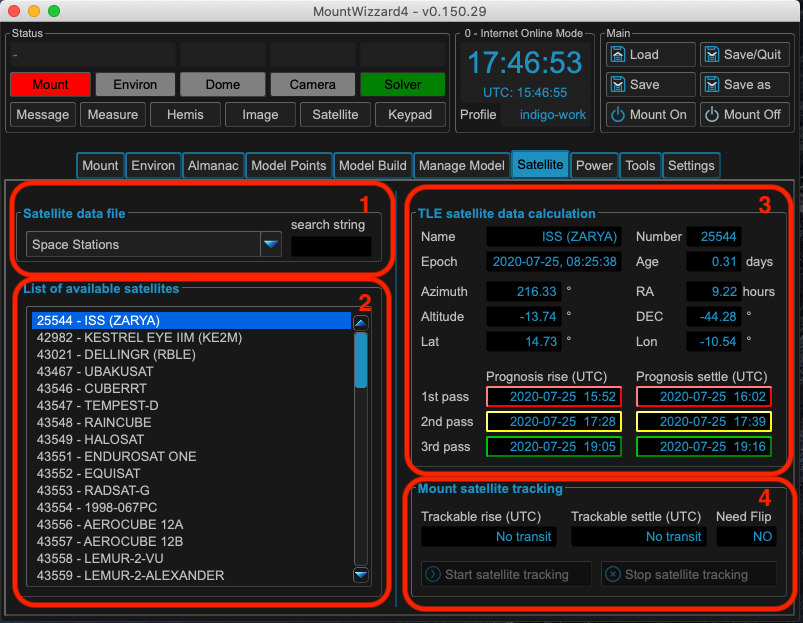 MountWizzard4 - v0.150.29
Status
0 - Internet Online Mode
Main
-
17:46:53
Load
Save/Quit
Mount
Environ
Dome
Camera
Solver
UTC: 15:46:55
Save
Save as
Message
Measure
Hemis
Image
Satellite
Keypad
Profile
indigo-work
Mount On
Mount Off
Mount
Environ
Almanac
Model Points
Model Build
Manage Model
Satellite
Power
Tools
Settings
1
Satellite data file
search string
Space Stations
2
List of available satellites
25544 - ISS (ZARYA)
42982 - KESTREL EYE IIM (KE2M)
43021 - DELLINGR (RBLE)
43467 - UBAKUSAT
43546 - CUBERRT
43547 - TEMPEST-D
43548 - RAINCUBE
43549 - HALOSAT
43551 - ENDUROSAT ONE
43552 - EQUISAT
43553 - RADSAT-G
43554 - 1998-067PC
43556 - AEROCUBE 12A
43557 - AEROCUBE 12B
43558 - LEMUR-2-VU
43559 - LEMUR-2-ALEXANDER
3
TLE satellite data calculation
Name ISS (ZARYA) Number 25544
Epoch 2020-07-25, 08:25:38 Age 0.31 days
Azimuth 216.33 ° RA 9.22 hours
Altitude -13.74 ° DEC -44.28 °
Lat 14.73 ° Lon -10.54 °
Prognosis rise (UTC) Prognosis settle (UTC)
1st pass 2020-07-25 15:52 2020-07-25 16:02
2nd pass 2020-07-25 17:28 2020-07-25 17:39
3rd pass 2020-07-25 19:05 2020-07-25 19:16
4
Mount satellite tracking
Trackable rise (UTC) Trackable settle (UTC) Need Flip
No transit No transit NO
Start satellite tracking
Stop satellite tracking